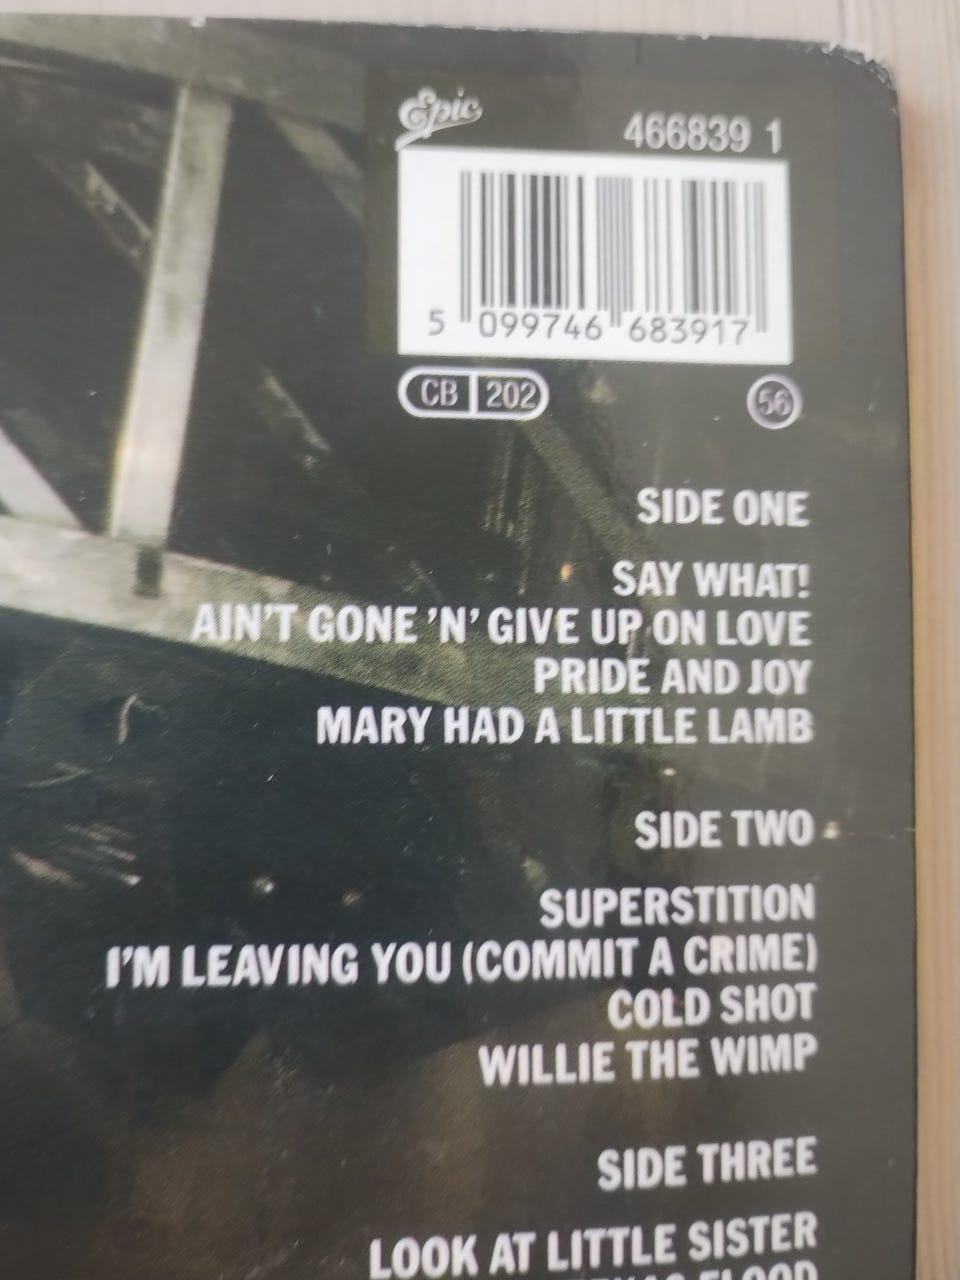 Epic
466839 1
5 099746 683917
CB 202
56
SIDE ONE
SAY WHAT!
AIN'T GONE 'N' GIVE UP ON LOVE
PRIDE AND JOY
MARY HAD A LITTLE LAMB
SIDE TWO
SUPERSTITION
I'M LEAVING YOU (COMMIT A CRIME)
COLD SHOT
WILLIE THE WIMP
SIDE THREE
LOOK AT LITTLE SISTER
TEXAS FLOOD